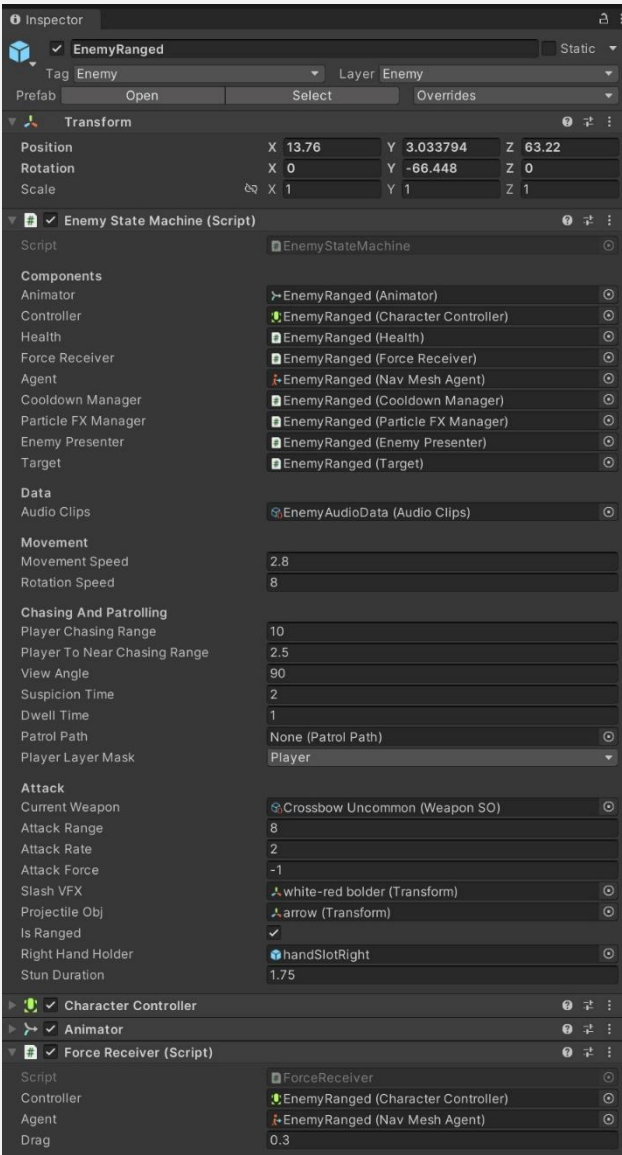 Inspector
EnemyRanged Static
Tag Enemy Layer Enemy
Prefab Open Select Overrides
Transform
Position X 13.76 Y 3.033794 Z 63.22
Rotation X 0 Y -66.448 Z 0
Scale X 1 Y 1 Z 1
# Enemy State Machine (Script)
Script EnemyStateMachine
Components
Animator EnemyRanged (Animator)
Controller EnemyRanged (Character Controller)
Health EnemyRanged (Health)
Force Receiver EnemyRanged (Force Receiver)
Agent EnemyRanged (Nav Mesh Agent)
Cooldown Manager EnemyRanged (Cooldown Manager)
Particle FX Manager EnemyRanged (Particle FX Manager)
Enemy Presenter EnemyRanged (Enemy Presenter)
Target EnemyRanged (Target)
Data
Audio Clips EnemyAudioData (Audio Clips)
Movement
Movement Speed 2.8
Rotation Speed 8
Chasing And Patrolling
Player Chasing Range 10
Player To Near Chasing Range 2.5
View Angle 90
Suspicion Time 2
Dwell Time 1
Patrol Path None (Patrol Path)
Player Layer Mask Player
Attack
Current Weapon Crossbow Uncommon (Weapon SO)
Attack Range 8
Attack Rate 2
Attack Force -1
Slash VFX white-red bolder (Transform)
Projectile Obj arrow (Transform)
Is Ranged
Right Hand Holder handSlotRight
Stun Duration 1.75
Character Controller
Animator
# Force Receiver (Script)
Script ForceReceiver
Controller EnemyRanged (Character Controller)
Agent EnemyRanged (Nav Mesh Agent)
Drag 0.3